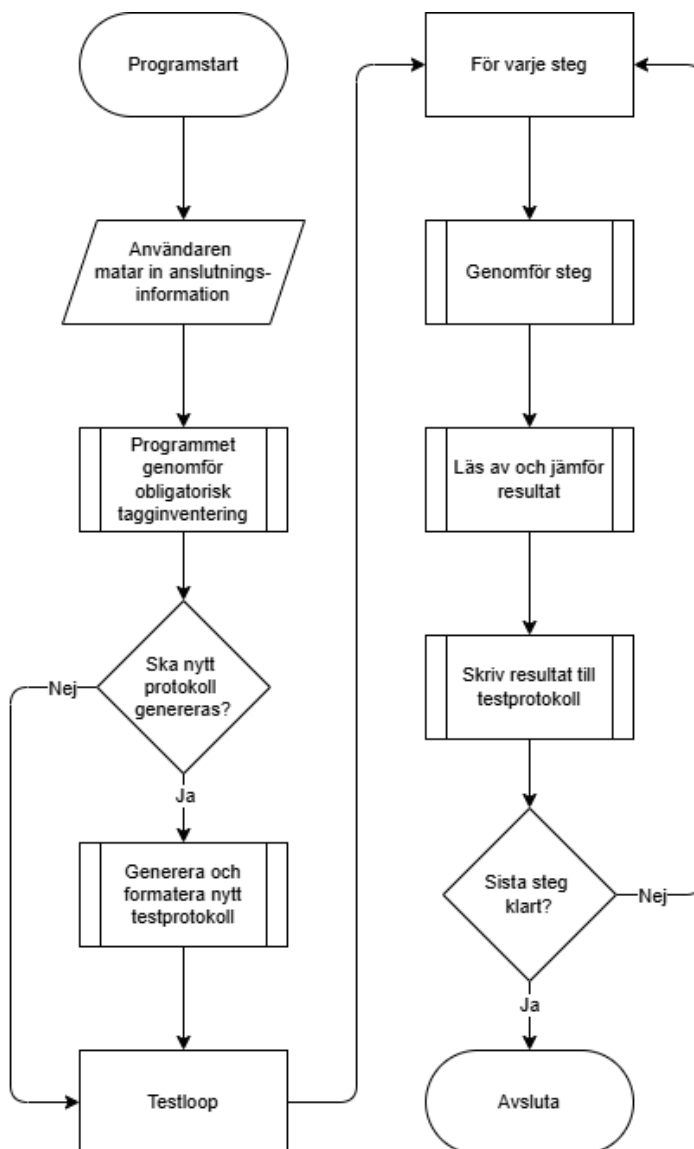 Programstart
Användaren
matar in anslutnings-
information
Programmet
genomför
obligatorisk
tagginventering
Ska nytt
protokoll
genereras?
Nej
Ja
Generera och
formatera nytt
testprotokoll
Testloop
För varje steg
Genomför steg
Läs av och jämför
resultat
Skriv resultat till
testprotokoll
Sista steg
klart?
Nej
Ja
Avsluta